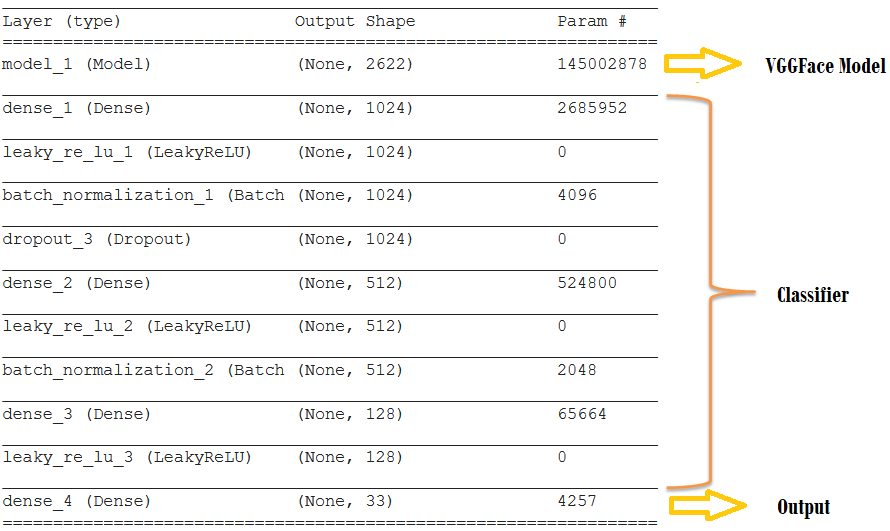 Layer (type) Output Shape Param #
model_1 (Model) (None, 2622) 145002878 VGGFace Model
dense_1 (Dense) (None, 1024) 2685952
leaky_re_lu_1 (LeakyReLU) (None, 1024) 0
batch_normalization_1 (Batch (None, 1024) 4096
dropout_3 (Dropout) (None, 1024) 0
dense_2 (Dense) (None, 512) 524800
Classifier
leaky_re_lu_2 (LeakyReLU) (None, 512) 0
batch_normalization_2 (Batch (None, 512) 2048
dense_3 (Dense) (None, 128) 65664
leaky_re_lu_3 (LeakyReLU) (None, 128) 0
dense_4 (Dense) (None, 33) 4257 Output